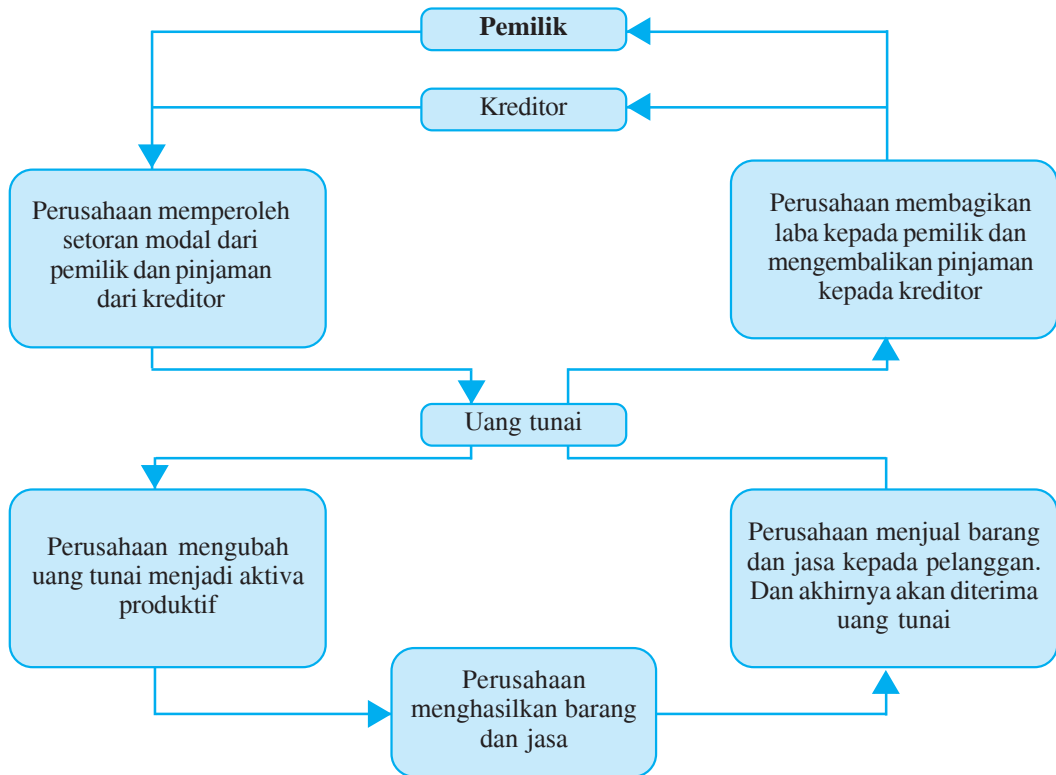 Pemilik
Kreditor
Perusahaan memperoleh
setoran modal dari
pemilik dan pinjaman
dari kreditor
Perusahaan membagikan
laba kepada pemilik dan
mengembalikan pinjaman
kepada kreditor
Uang tunai
Perusahaan mengubah
uang tunai menjadi aktiva
produktif
Perusahaan menjual barang
dan jasa kepada pelanggan.
Dan akhirnya akan diterima
uang tunai
Perusahaan
menghasilkan barang
dan jasa